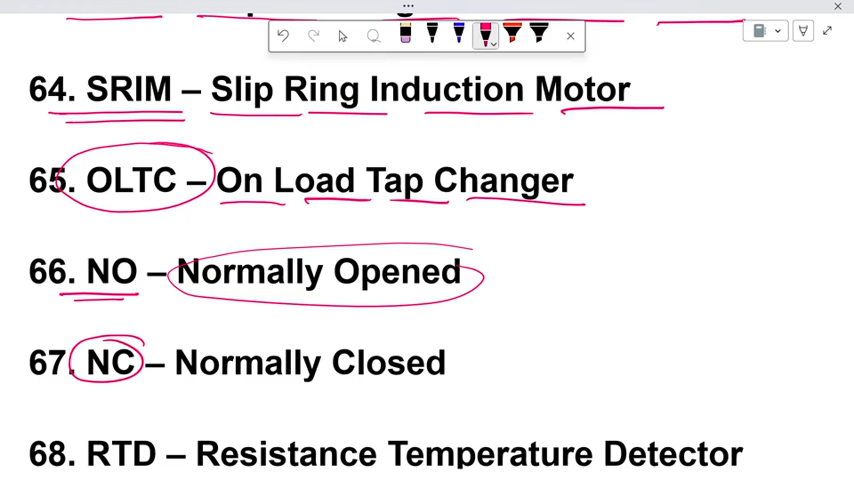 64. SRIM – Slip Ring Induction Motor
65. OLTC – On Load Tap Changer
66. NO – Normally Opened
67. NC – Normally Closed
68. RTD – Resistance Temperature Detector